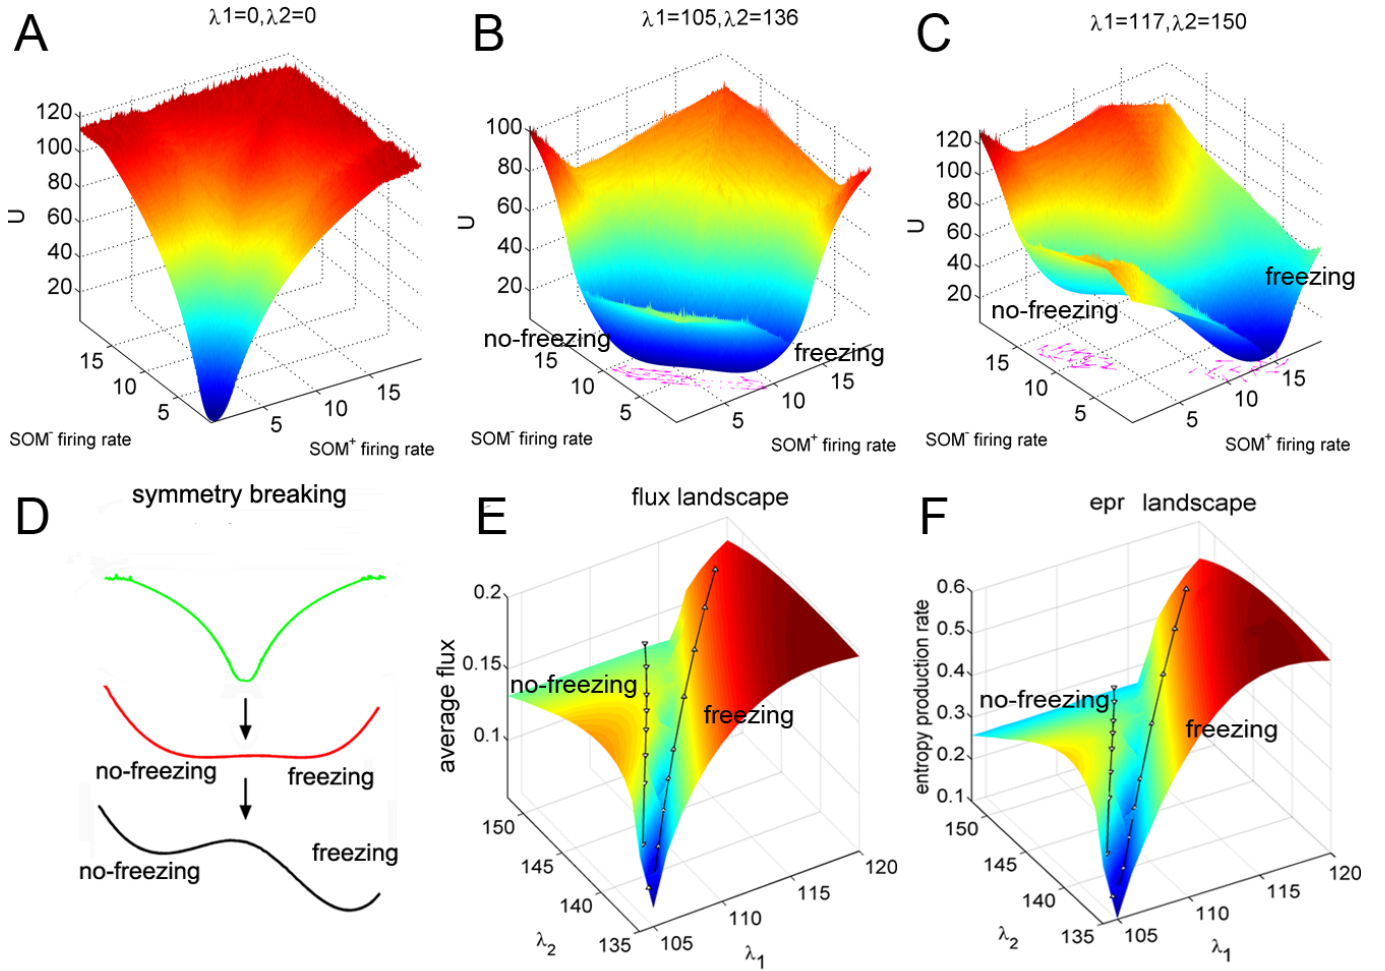 A
λ1=0,λ2=0
120
100
80
60
40
20
U
15
10
5
5
10
15
SOM⁻ firing rate
SOM⁺ firing rate
B
λ1=105,λ2=136
100
80
60
40
20
U
no-freezing
freezing
15
10
5
5
10
15
SOM⁻ firing rate
SOM⁺ firing rate
C
λ1=117,λ2=150
120
100
80
60
40
20
U
freezing
no-freezing
15
10
5
5
10
15
SOM⁻ firing rate
SOM⁺ firing rate
D
symmetry breaking
no-freezing
freezing
no-freezing
freezing
E
flux landscape
0.2
0.15
0.1
average flux
no-freezing
freezing
150
145
140
135
105
110
115
120
λ₂
λ₁
F
epr landscape
0.6
0.5
0.4
0.3
0.2
0.1
entropy production rate
no-freezing
freezing
150
145
140
135
105
110
115
120
λ₂
λ₁